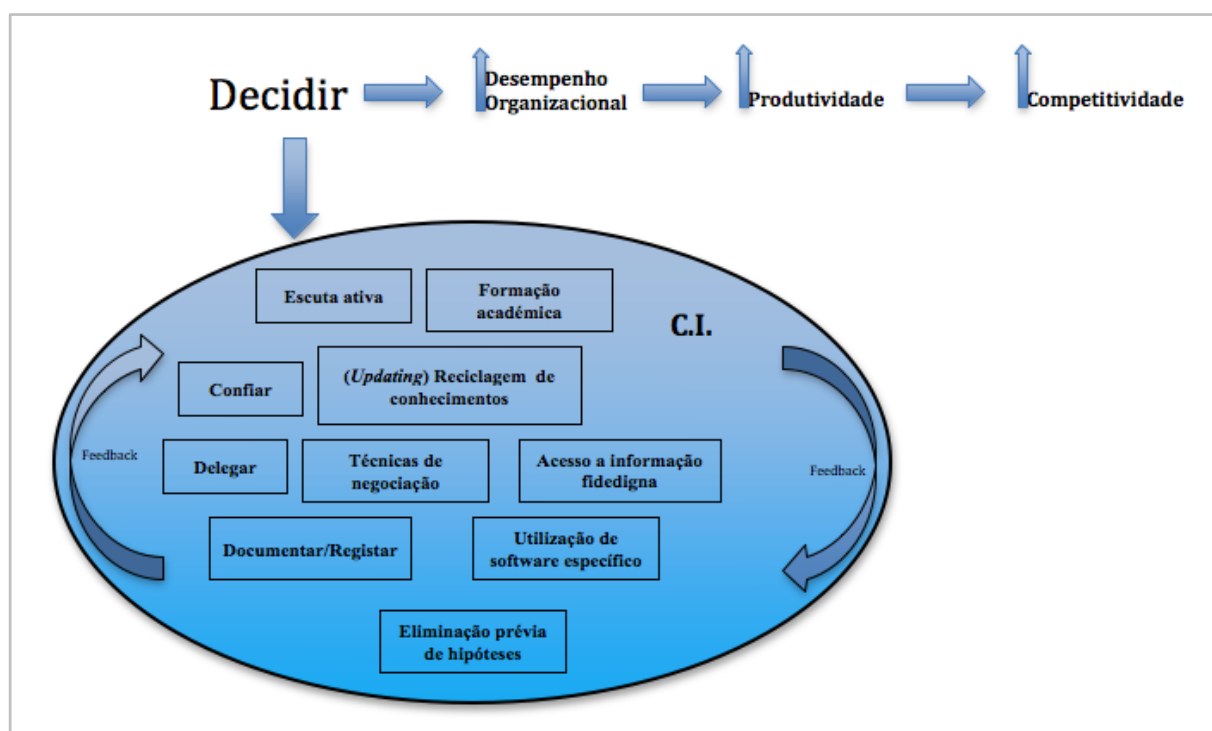 Decidir
Desempenho
Organizacional
Produtividade
Competitividade
Escuta ativa
Formação
académica
C.I.
Confiar
(Updating) Reciclagem de
conhecimentos
Feedback
Delegar
Técnicas de
negociação
Acesso a informação
fidedigna
Feedback
Documentar/Registar
Utilização de
software específico
Eliminação prévia
de hipóteses